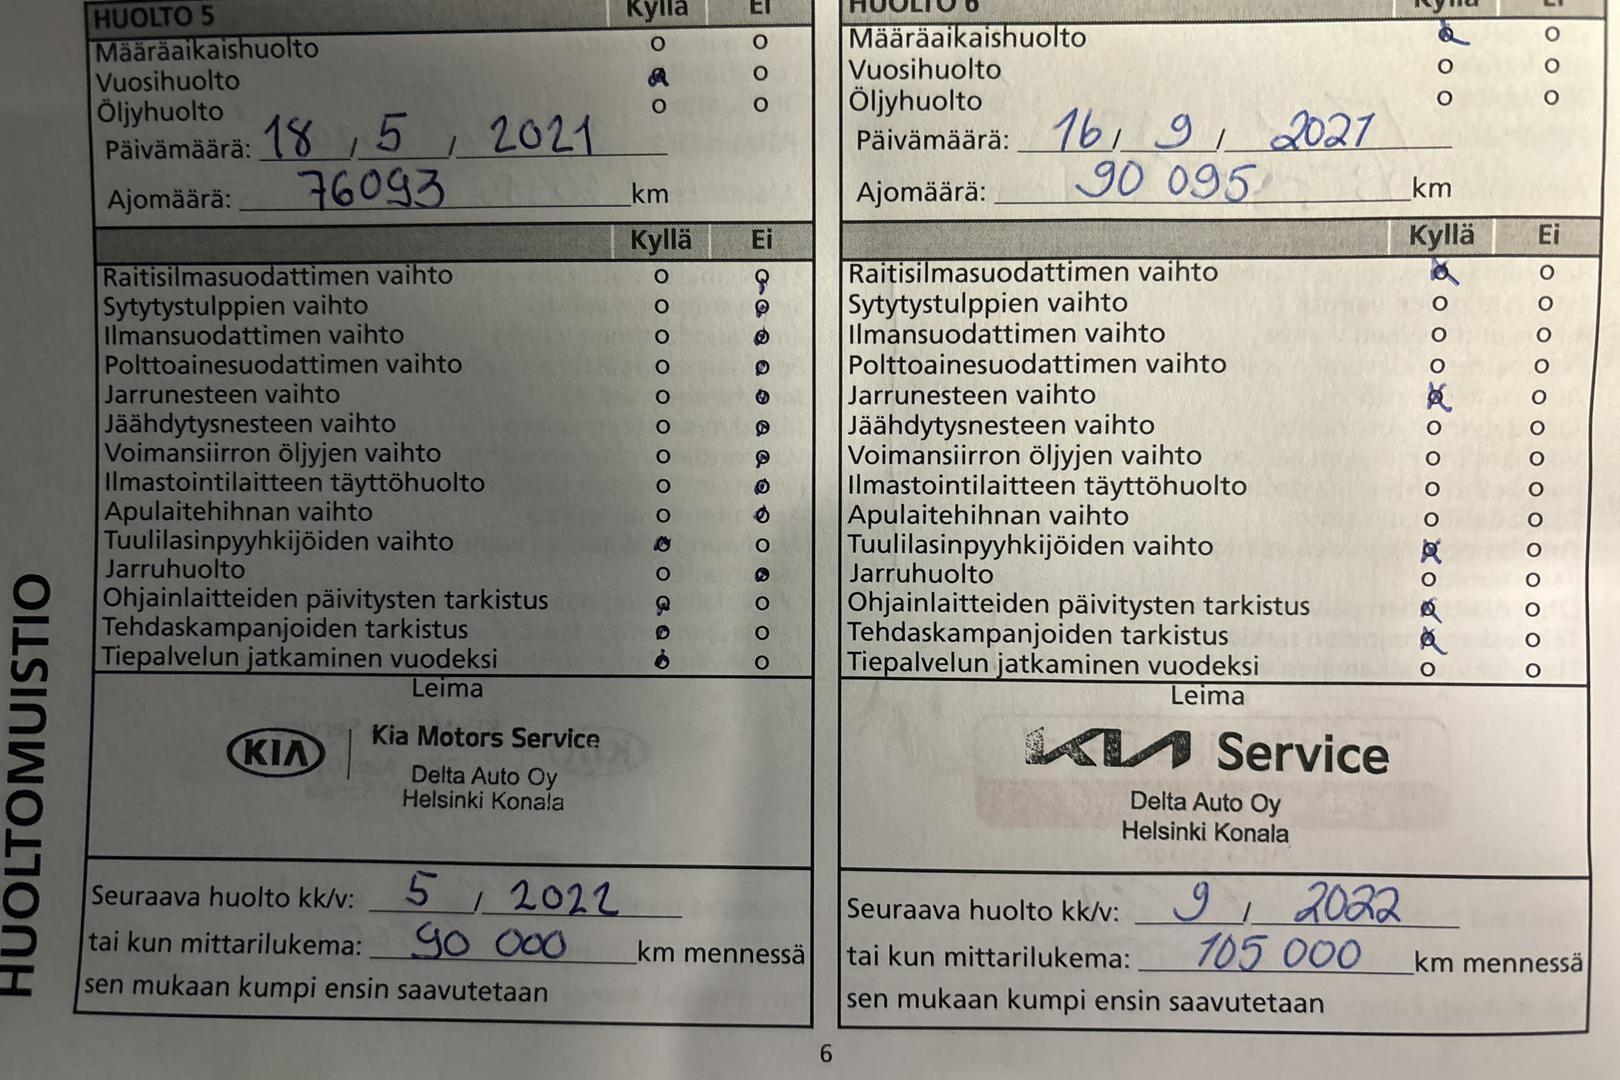 HUOLTO 5 Kyllä Ei
Määräaikaishuolto o o
Vuosihuolto o o
Öljyhuolto o o
Päivämäärä: 18 / 5 / 2021
Ajomäärä: 76093 km
Kyllä Ei
Raitisilmasuodattimen vaihto o o
Sytytystulppien vaihto o o
Ilmansuodattimen vaihto o o
Polttoainesuodattimen vaihto o o
Jarrunesteen vaihto o o
Jäähdytysnesteen vaihto o o
Voimansiirron öljyjen vaihto o o
Ilmastointilaitteen täyttöhuolto o o
Apulaitehihnan vaihto o o
Tuulilasinpyyhkijöiden vaihto o o
Jarruhuolto o o
Ohjainlaitteiden päivitysten tarkistus o o
Tehdaskampanjoiden tarkistus o o
Tiepalvelun jatkaminen vuodeksi o o
Leima
KIA Kia Motors Service
Delta Auto Oy
Helsinki Konala
Seuraava huolto kk/v: 5 / 2022
tai kun mittarilukema: 90 000 km mennessä
sen mukaan kumpi ensin saavutetaan
HUOLTO 6 Kyllä Ei
Määräaikaishuolto o o
Vuosihuolto o o
Öljyhuolto o o
Päivämäärä: 16 / 9 / 2021
Ajomäärä: 90 095 km
Kyllä Ei
Raitisilmasuodattimen vaihto o o
Sytytystulppien vaihto o o
Ilmansuodattimen vaihto o o
Polttoainesuodattimen vaihto o o
Jarrunesteen vaihto o o
Jäähdytysnesteen vaihto o o
Voimansiirron öljyjen vaihto o o
Ilmastointilaitteen täyttöhuolto o o
Apulaitehihnan vaihto o o
Tuulilasinpyyhkijöiden vaihto o o
Jarruhuolto o o
Ohjainlaitteiden päivitysten tarkistus o o
Tehdaskampanjoiden tarkistus o o
Tiepalvelun jatkaminen vuodeksi o o
Leima
KIA Service
Delta Auto Oy
Helsinki Konala
Seuraava huolto kk/v: 9 / 2022
tai kun mittarilukema: 105 000 km mennessä
sen mukaan kumpi ensin saavutetaan
HUOLTOMUISTIO
6